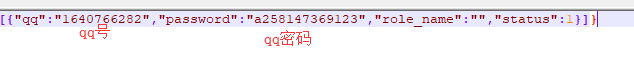 [{"qq":"1640766282","password":"a258147369123","role_name":"","status":1}]}
qq号
qq密码